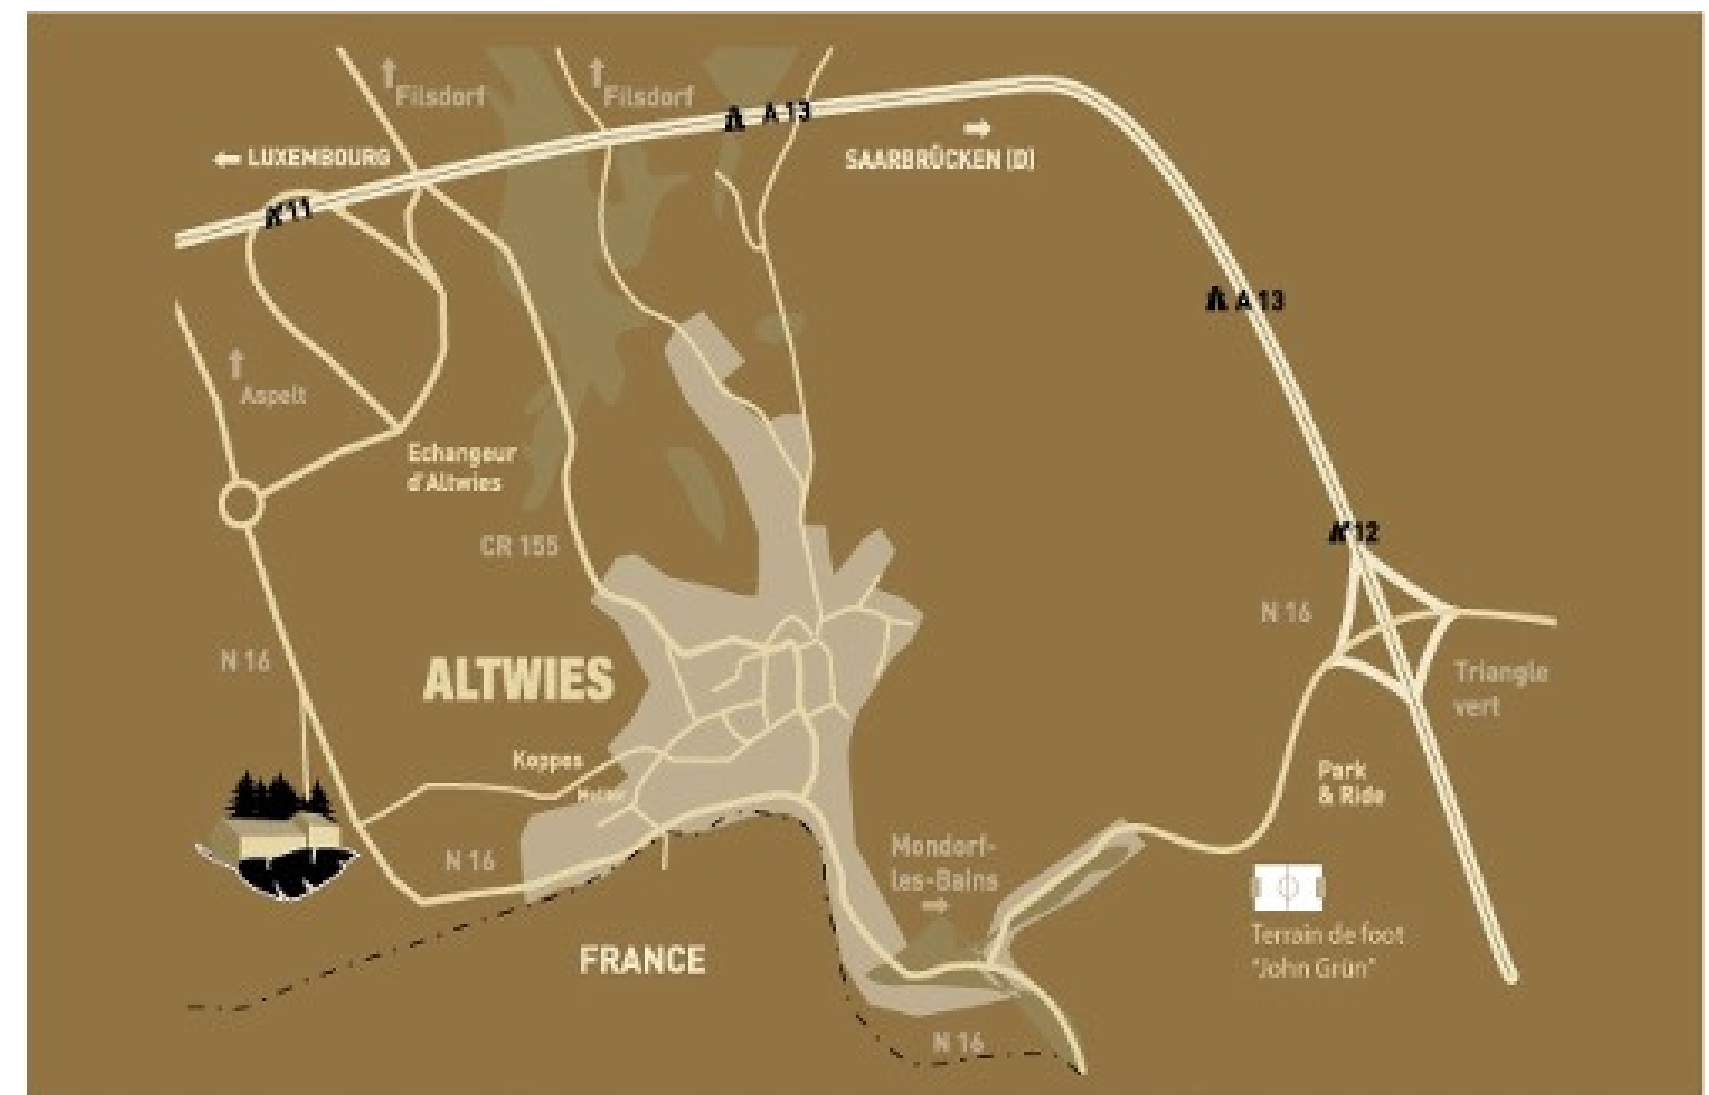 Filsdorf
Filsdorf
A 13
LUXEMBOURG
SAARBRÜCKEN (D)
11
A 13
Aspelt
Echangeur
d'Altwies
12
CR 155
N 16
N 16
ALTWIES
Triangle
vert
Koppes
Park
& Ride
N 16
Mondorf-
les-Bains
Terrain de foot
"John Grün"
FRANCE
N 16